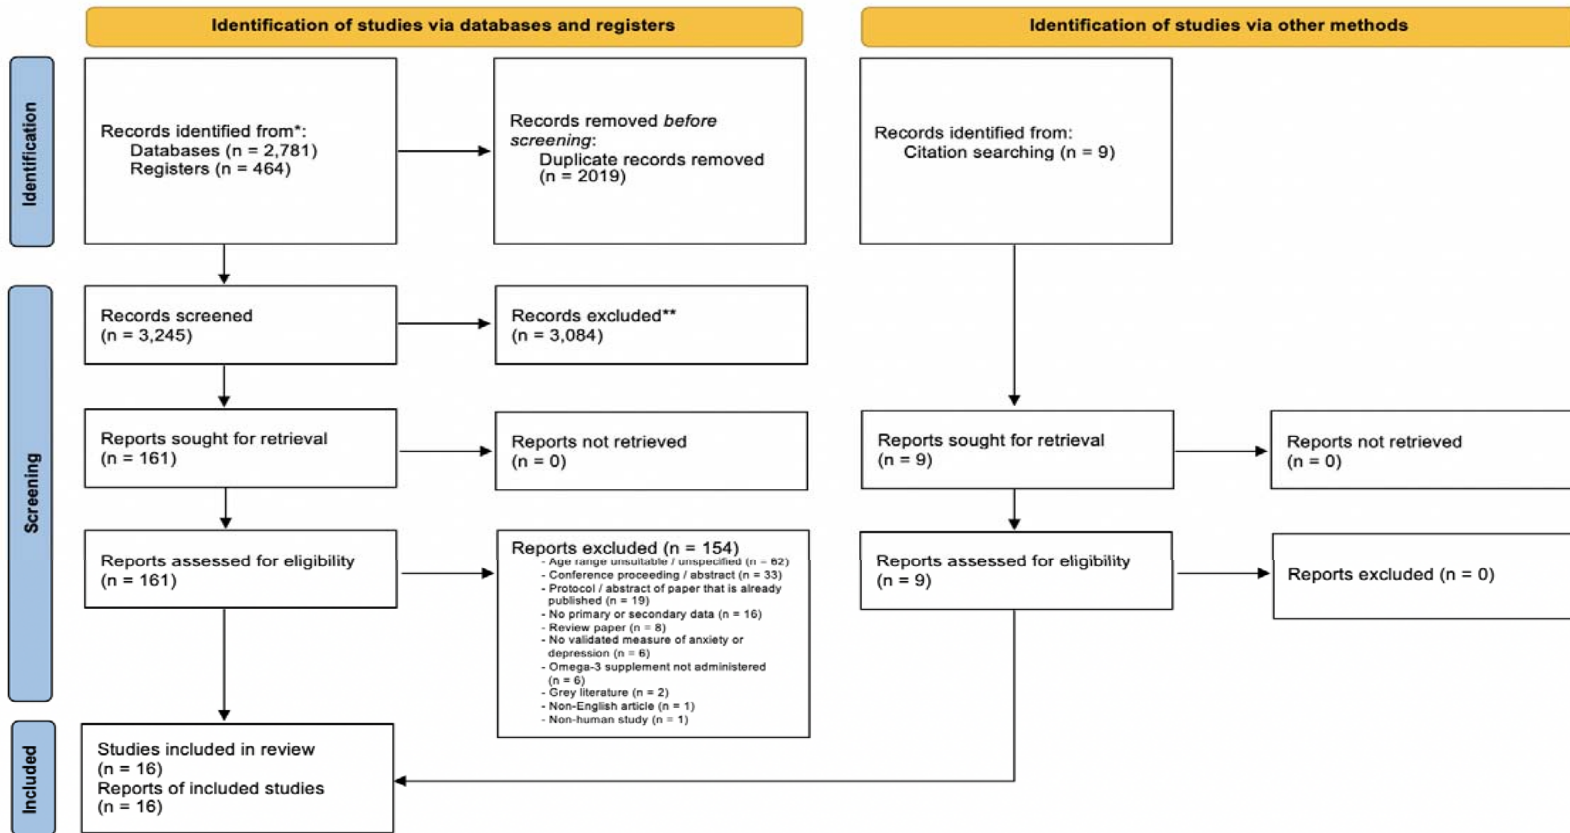 Identification of studies via databases and registers
Identification of studies via other methods
Identification
Records identified from*:
Databases (n = 2,781)
Registers (n = 464)
Records removed before
screening:
Duplicate records removed
(n = 2019)
Records identified from:
Citation searching (n = 9)
Screening
Records screened
(n = 3,245)
Records excluded**
(n = 3,084)
Reports sought for retrieval
(n = 161)
Reports not retrieved
(n = 0)
Reports sought for retrieval
(n = 9)
Reports not retrieved
(n = 0)
Reports assessed for eligibility
(n = 161)
Reports excluded (n = 154)
- Age range unsuitable / unspecified (n = 62)
- Conference proceeding / abstract (n = 33)
- Protocol / abstract of paper that is already
published (n = 19)
- No primary or secondary data (n = 16)
- Review paper (n = 8)
- No validated measure of anxiety or
depression (n = 6)
- Omega-3 supplement not administered
(n = 6)
- Grey literature (n = 2)
- Non-English article (n = 1)
- Non-human study (n = 1)
Reports assessed for eligibility
(n = 9)
Reports excluded (n = 0)
Included
Studies included in review
(n = 16)
Reports of included studies
(n = 16)